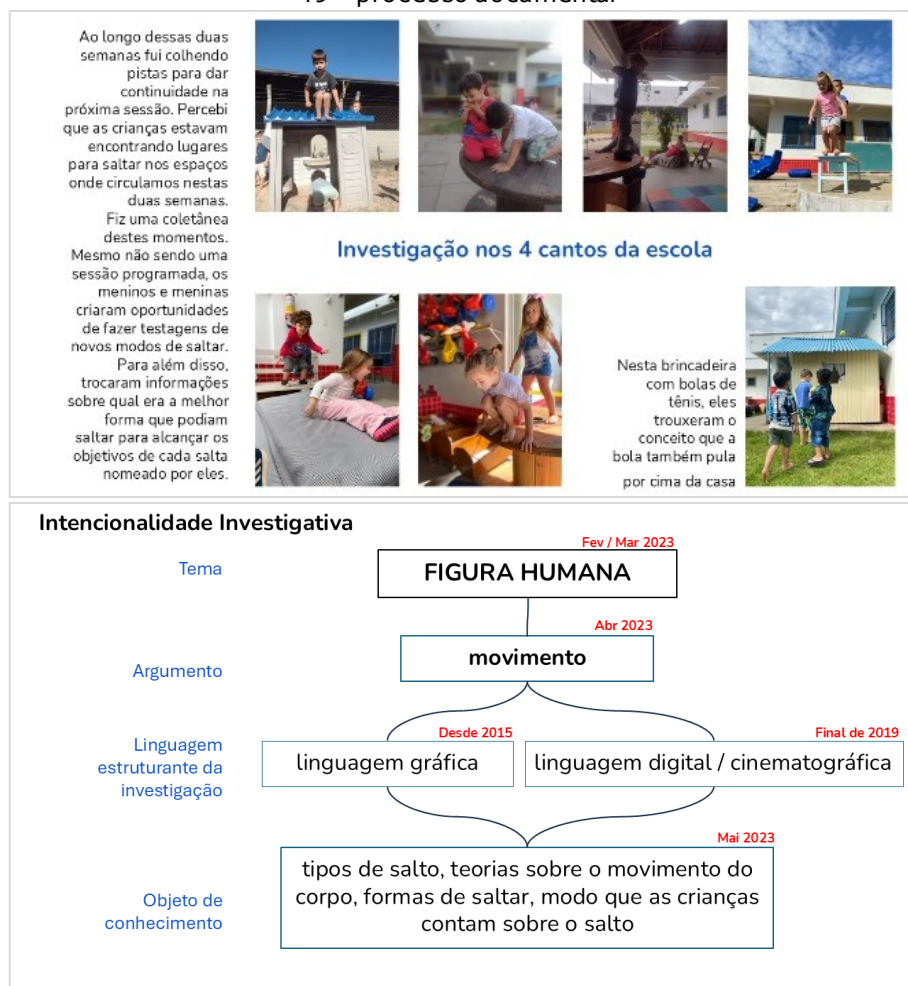 Ao longo dessas duas
semanas fui colhendo
pistas para dar
continuidade na
próxima sessão. Percebi
que as crianças estavam
encontrando lugares
para saltar nos espaços
onde circulamos nestas
duas semanas.
Fiz uma coletânea
destes momentos.
Mesmo não sendo uma
sessão programada, os
meninos e meninas
criaram oportunidades
de fazer testagens de
novos modos de saltar.
Para além disso,
trocaram informações
sobre qual era a melhor
forma que podiam
saltar para alcançar os
objetivos de cada salta
nomeado por eles.
Investigação nos 4 cantos da escola
Nesta brincadeira
com bolas de
tênis, eles
trouxeram o
conceito que a
bola também pula
por cima da casa
Intencionalidade Investigativa
Fev / Mar 2023
Tema
FIGURA HUMANA
Abr 2023
Argumento
movimento
Desde 2015
Final de 2019
Linguagem
estruturante da
investigação
linguagem gráfica
linguagem digital / cinematográfica
Mai 2023
Objeto de
conhecimento
tipos de salto, teorias sobre o movimento do
corpo, formas de saltar, modo que as crianças
contam sobre o salto